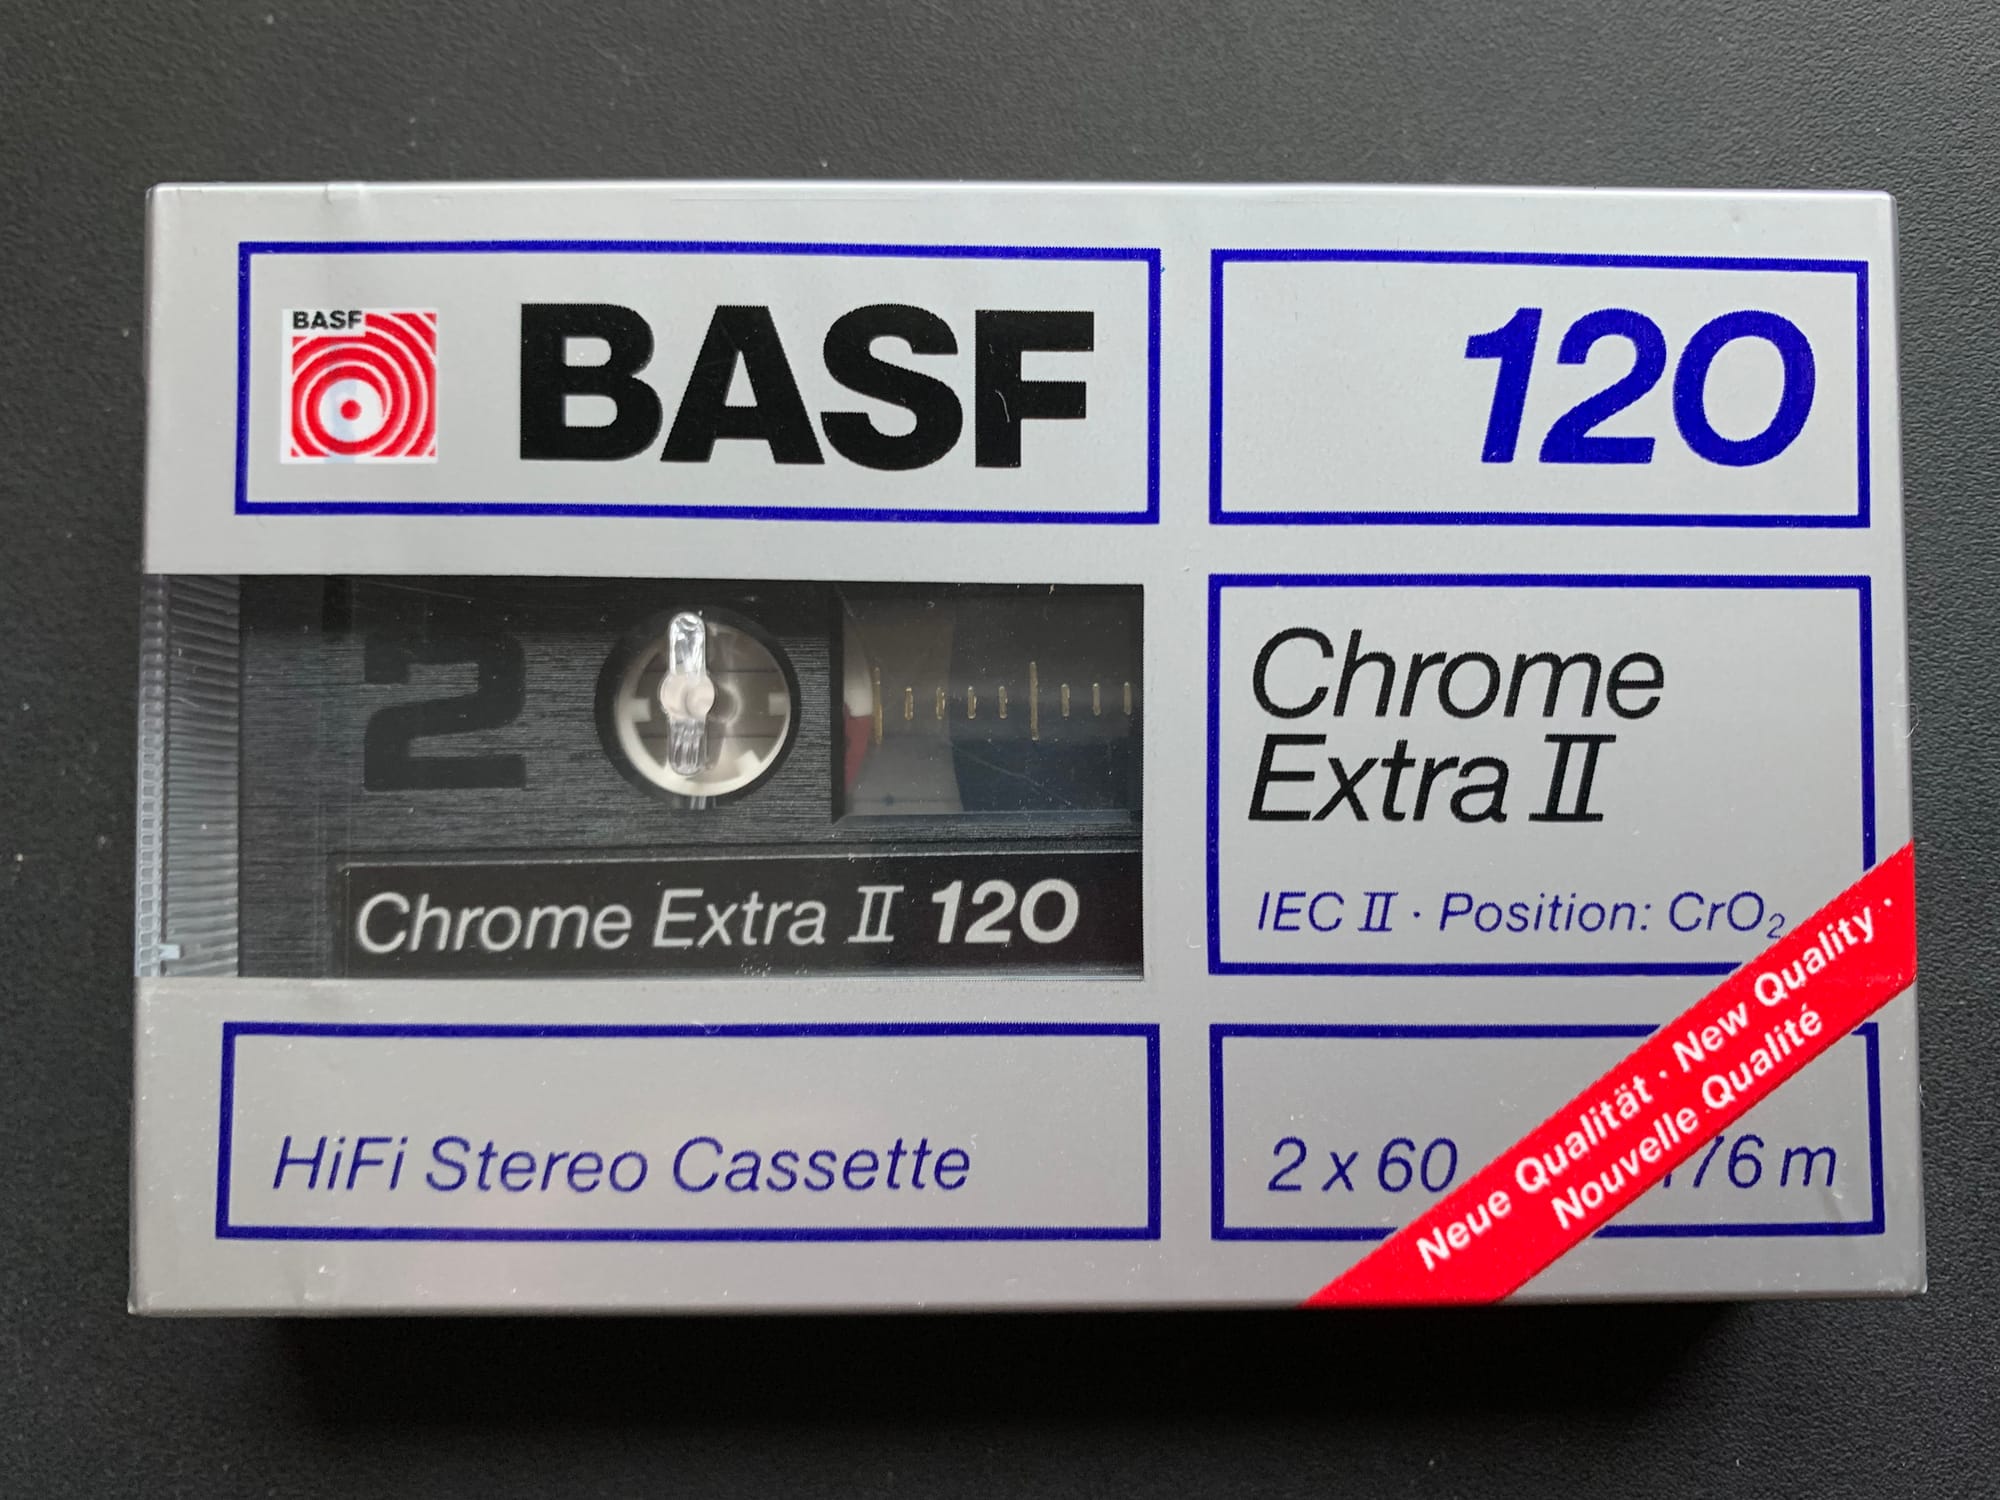 BASF
BASF
120
2
Chrome Extra II 120
Chrome
Extra II
IEC II · Position: CrO₂
HiFi Stereo Cassette
2 x 60
m
Neue Qualität · New Quality ·
Nouvelle Qualité